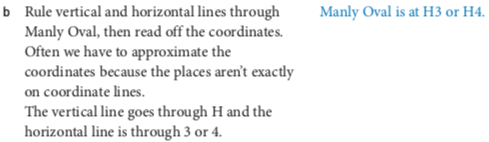 b Rule vertical and horizontal lines through Manly Oval is at H3 or H4.
Manly Oval, then read off the coordinates.
Often we have to approximate the
coordinates because the places aren't exactly
on coordinate lines.
The vertical line goes through H and the
horizontal line is through 3 or 4.